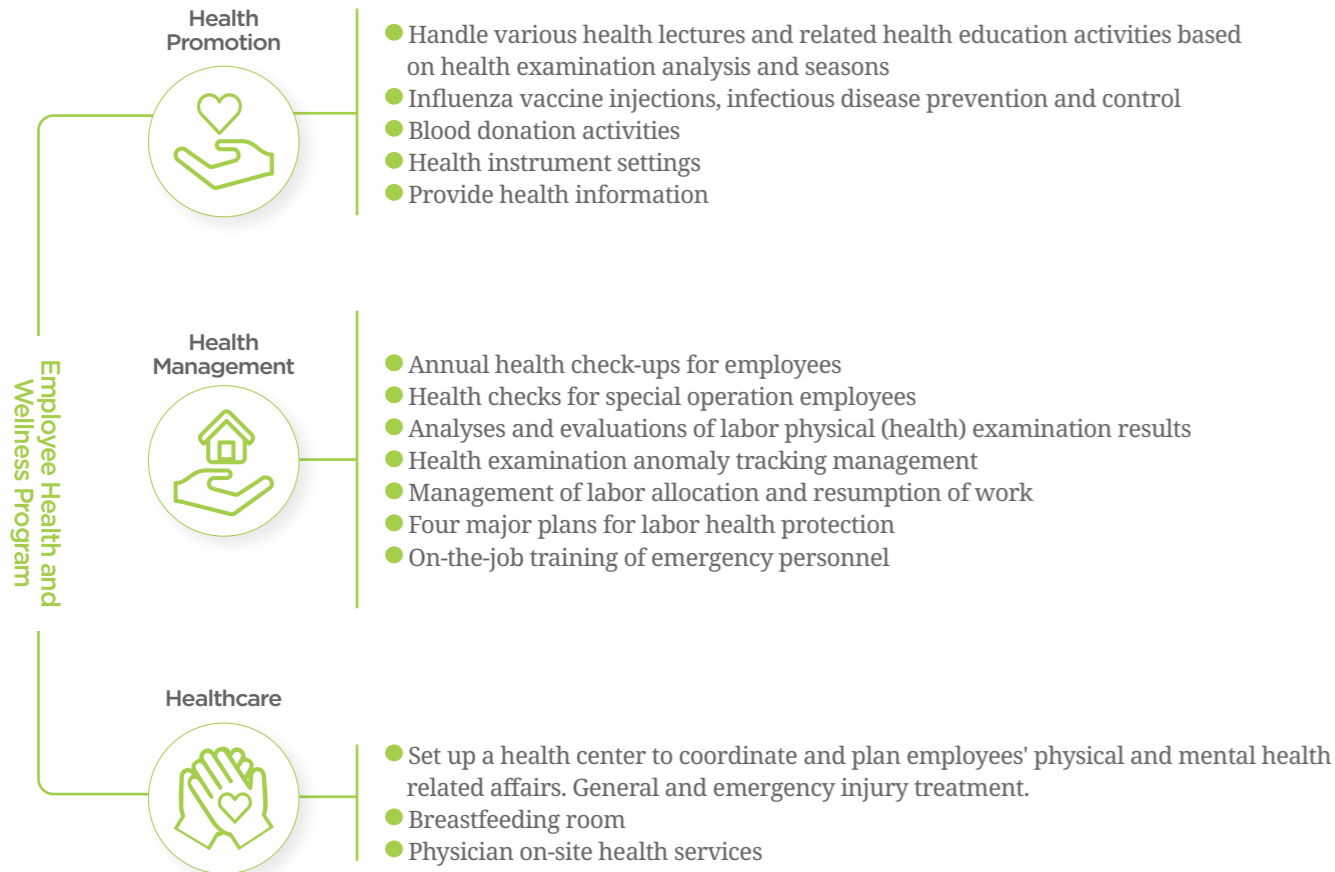 Employee Health and
Wellness Program
Health
Promotion
Handle various health lectures and related health education activities based
on health examination analysis and seasons
Influenza vaccine injections, infectious disease prevention and control
Blood donation activities
Health instrument settings
Provide health information
Health
Management
Annual health check-ups for employees
Health checks for special operation employees
Analyses and evaluations of labor physical (health) examination results
Health examination anomaly tracking management
Management of labor allocation and resumption of work
Four major plans for labor health protection
On-the-job training of emergency personnel
Healthcare
Set up a health center to coordinate and plan employees' physical and mental health
related affairs. General and emergency injury treatment.
Breastfeeding room
Physician on-site health services